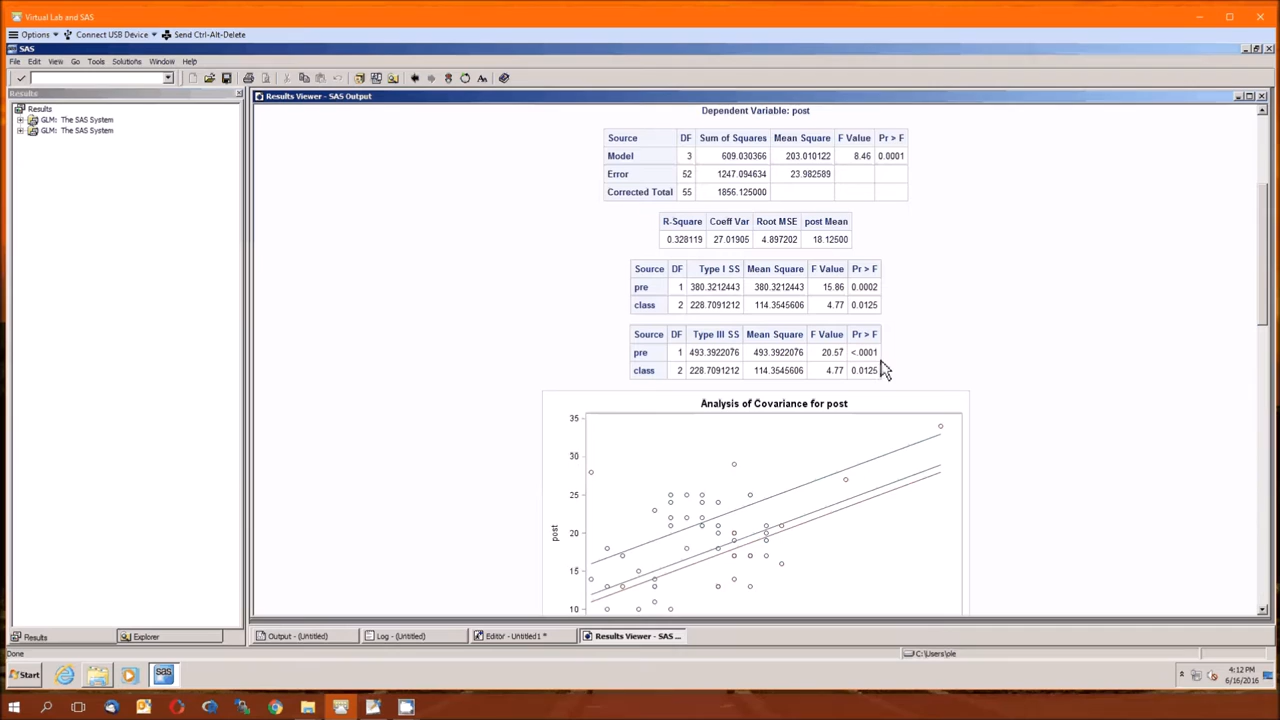 Virtual Lab and SAS
Options Connect USB Device Send Ctrl-Alt-Delete
SAS
File Edit View Go Tools Solutions Window Help
Results
Results
GLM: The SAS System
GLM: The SAS System
Results Viewer - SAS Output
Dependent Variable: post
Source DF Sum of Squares Mean Square F Value Pr > F
Model 3 609.030366 203.010122 8.46 0.0001
Error 52 1247.094634 23.982589
Corrected Total 55 1856.125000
R-Square Coeff Var Root MSE post Mean
0.328119 27.01905 4.897202 18.12500
Source DF Type I SS Mean Square F Value Pr > F
pre 1 380.3212443 380.3212443 15.86 0.0002
class 2 228.7091212 114.3545606 4.77 0.0125
Source DF Type III SS Mean Square F Value Pr > F
pre 1 493.3922076 493.3922076 20.57 <.0001
class 2 228.7091212 114.3545606 4.77 0.0125
Analysis of Covariance for post
35
30
25
20
15
10
post
Results Explorer
Output - (Untitled) Log - (Untitled) Editor - Untitled1 * Results Viewer - SAS ...
Done C:\Users\ole
Start sas 4:12 PM
6/16/2016